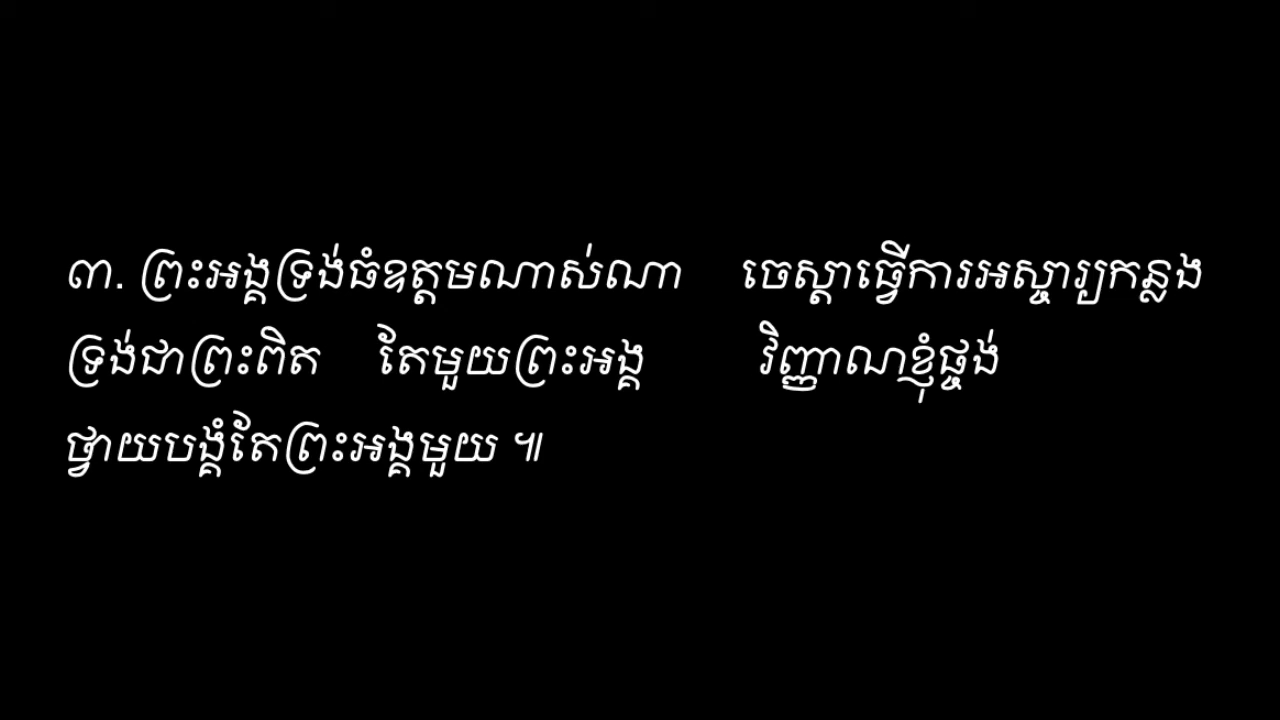 ៣. ព្រះអង្គទ្រង់ធំឧត្តមណាស់ណា ចេស្តាធ្វើការអស្ចារ្យកន្លង
ទ្រង់ជាព្រះពិត តែមួយព្រះអង្គ វិញ្ញាណខ្ញុំផ្ចង់
ថ្វាយបង្គំតែព្រះអង្គមួយ ៕